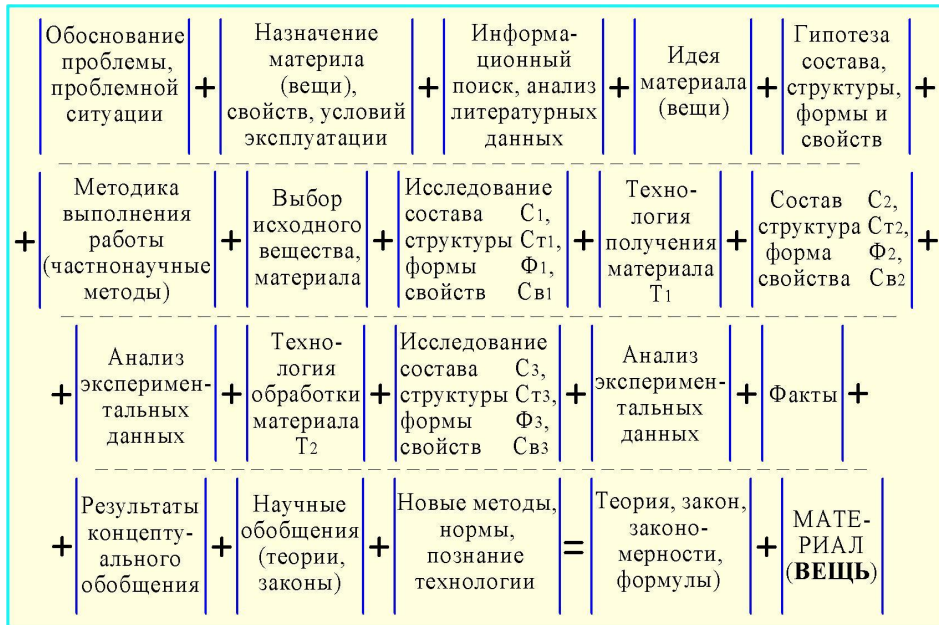 Обоснование
проблемы,
проблемной
ситуации
+
Назначение
материла
(вещи),
свойств, условий
эксплуатации
+
Информа-
ционный
поиск, анализ
литературных
данных
+
Идея
материала
(вещи)
+
Гипотеза
состава,
структуры,
формы и
свойств
+
+
Методика
выполнения
работы
(частнонаучные
методы)
+
Выбор
исходного
вещества,
материала
+
Исследование
состава С1,
структуры Ст1,
формы Ф1,
свойств Св1
+
Техно-
логия
получения
материала
Т1
+
Состав С2,
структура Ст2,
форма Ф2,
свойства Св2
+
+
Анализ
эксперимен-
тальных
данных
+
Техно-
логия
обработки
материала
Т2
+
Исследование
состава С3,
структуры Ст3,
формы Ф3,
свойств Св3
+
Анализ
эксперимен-
тальных
данных
+
Факты
+
+
Результаты
концепту-
ального
обобщения
+
Научные
обобщения
(теории,
законы)
+
Новые методы,
нормы,
познание
технологии
=
Теория, закон,
законо-
мерности,
формулы)
+
МАТЕ-
РИАЛ
(ВЕЩЬ)